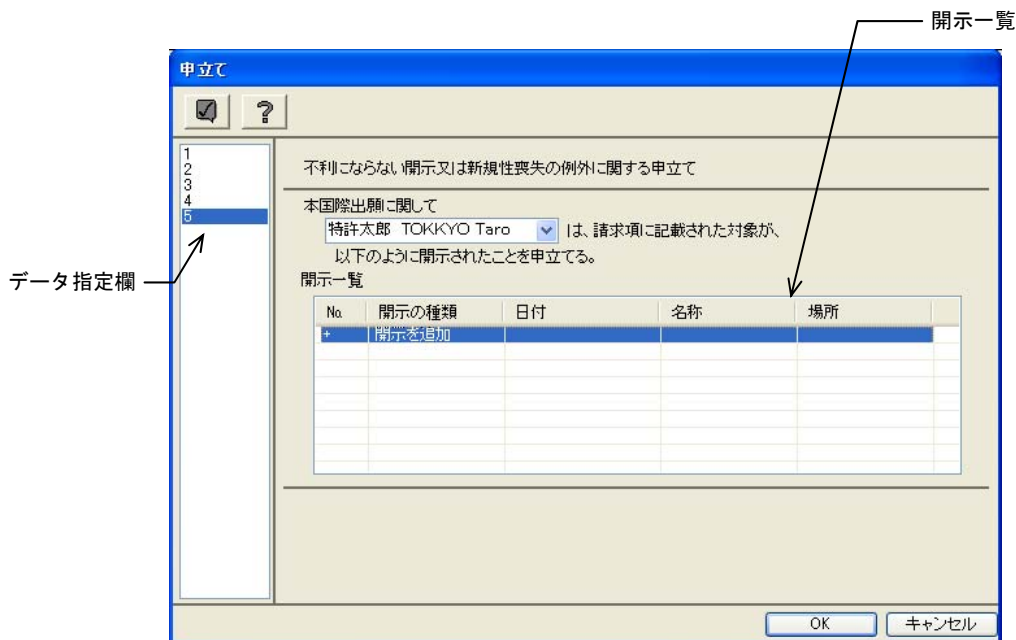 開示一覧
申立て
?
1
2
3
4
5
不利にならない開示又は新規性喪失の例外に関する申立て
本国際出願に関して
特許太郎 TOKKYO Taro は、請求項に記載された対象が、
以下のように開示されたことを申立てる。
データ指定欄
開示一覧
No. 開示の種類 日付 名称 場所
+ 開示を追加
OK キャンセル